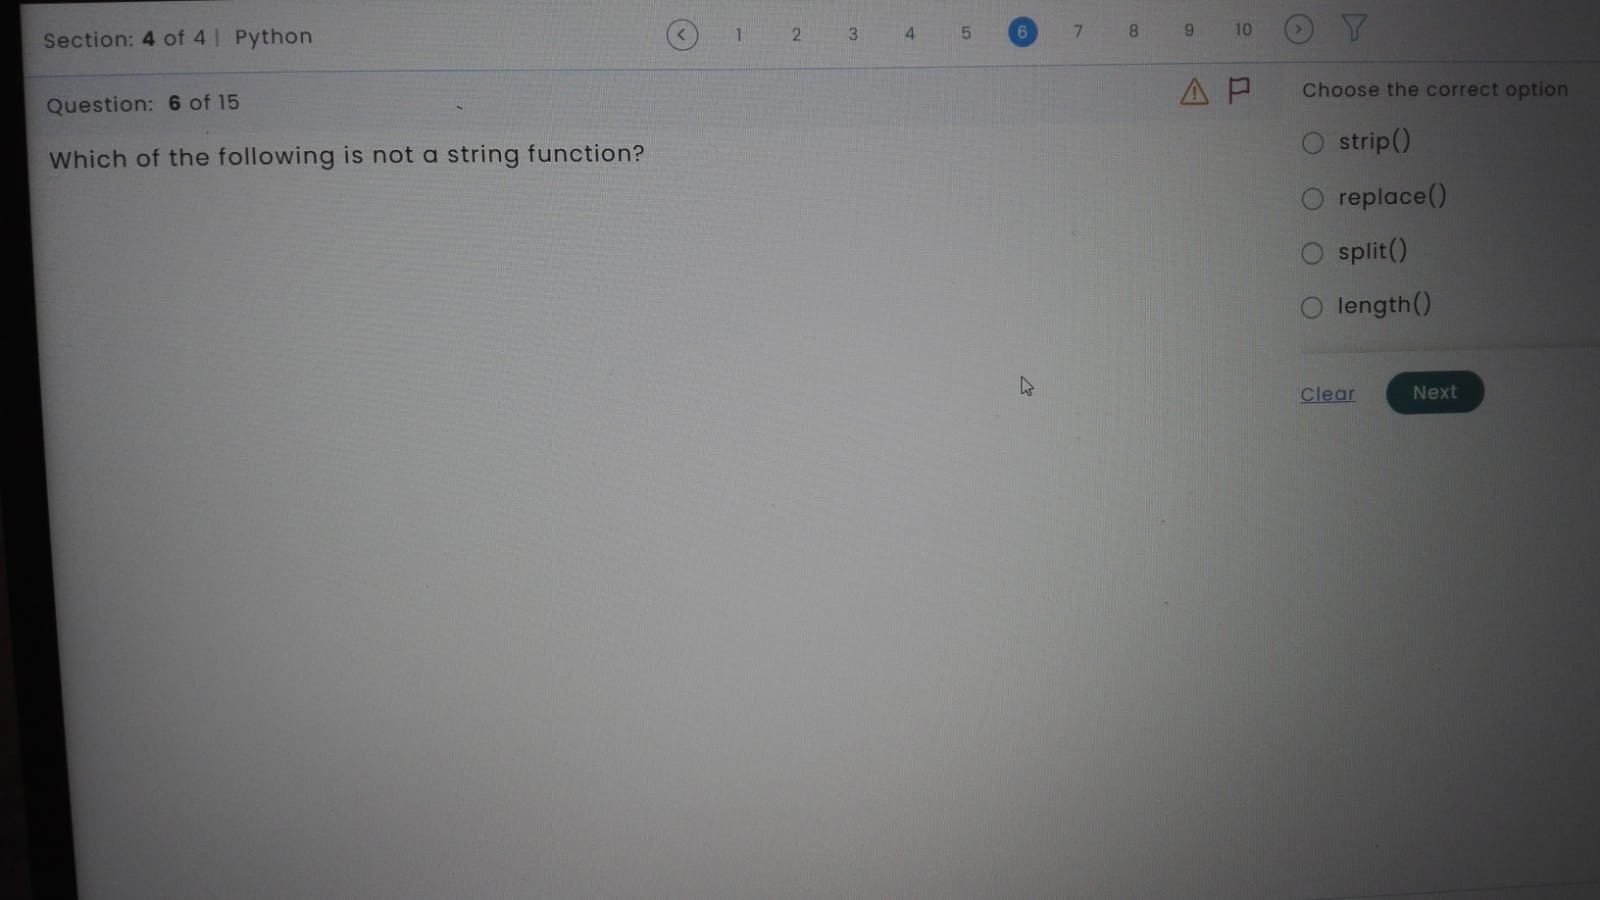 Section: 4 of 4 | Python
1 2 3 4 5 6 7 8 9 10
Question: 6 of 15
Which of the following is not a string function?
Choose the correct option
strip()
replace()
split()
length()
Clear
Next